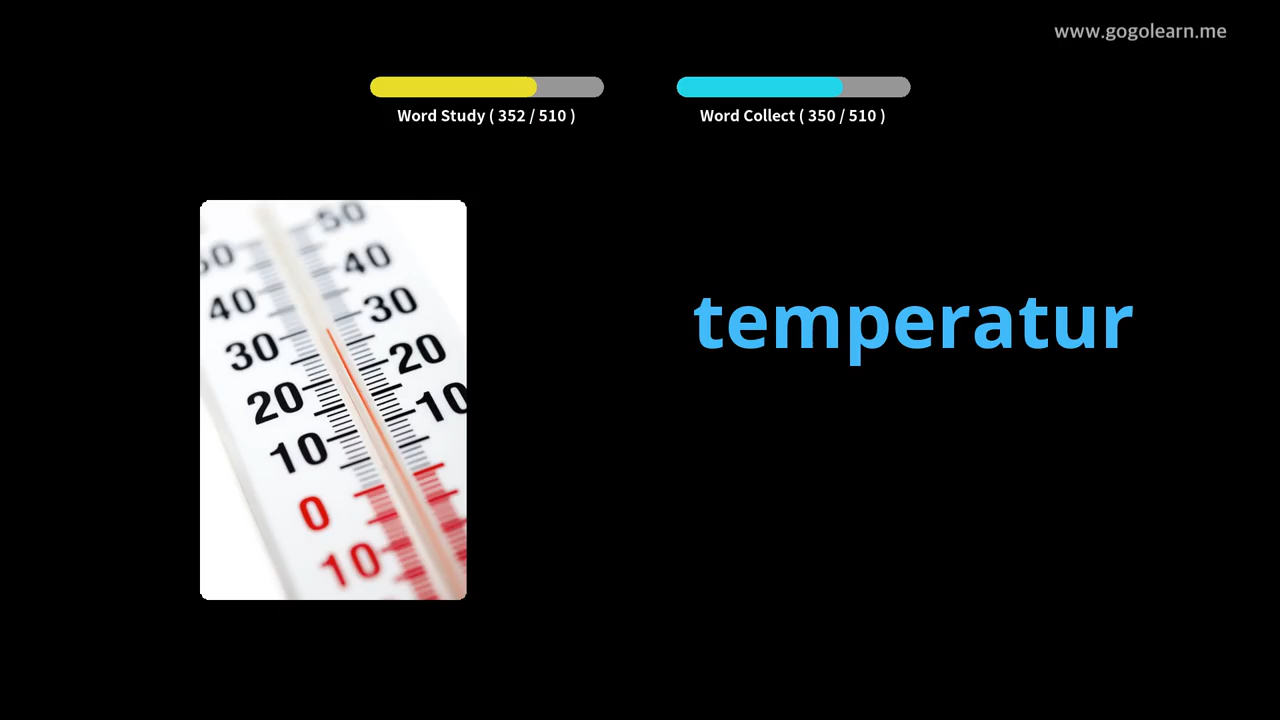 www.gogolearn.me
Word Study ( 352 / 510 )
Word Collect ( 350 / 510 )
temperatur
50
50 40
40 30
30 20
20 10
10
0
10